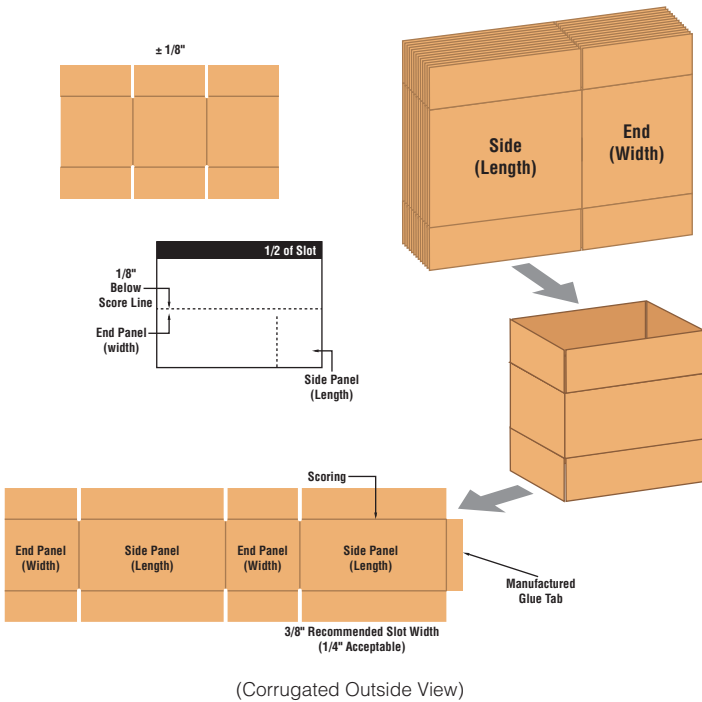 ± 1/8"
Side
(Length)
End
(Width)
1/2 of Slot
1/8"
Below
Score Line
End Panel
(width)
Side Panel
(Length)
Scoring
End Panel
(Width)
Side Panel
(Length)
End Panel
(Width)
Side Panel
(Length)
Manufactured
Glue Tab
3/8" Recommended Slot Width
(1/4" Acceptable)
(Corrugated Outside View)